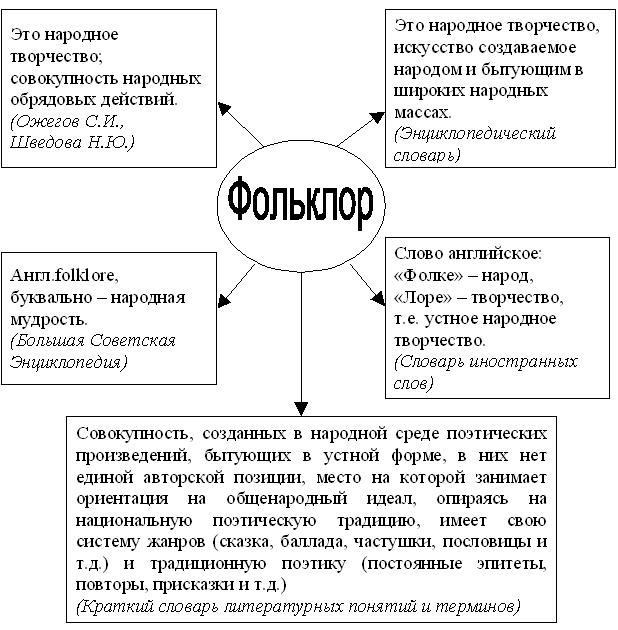 Это народное
творчество;
совокупность народных
обрядовых действий.
(Ожегов С.И.,
Шведова Н.Ю.)
Это народное творчество,
искусство создаваемое
народом и бытующим в
широких народных
массах.
(Энциклопедический
словарь)
Фольклор
Англ.folklore,
буквально – народная
мудрость.
(Большая Советская
Энциклопедия)
Слово английское:
«Фолке» – народ,
«Лоре» – творчество,
т.е. устное народное
творчество.
(Словарь иностранных
слов)
Совокупность, созданных в народной среде поэтических
произведений, бытующих в устной форме, в них нет
единой авторской позиции, место на которой занимает
ориентация на общенародный идеал, опираясь на
национальную поэтическую традицию, имеет свою
систему жанров (сказка, баллада, частушки, пословицы и
т.д.) и традиционную поэтику (постоянные эпитеты,
повторы, присказки и т.д.)
(Краткий словарь литературных понятий и терминов)